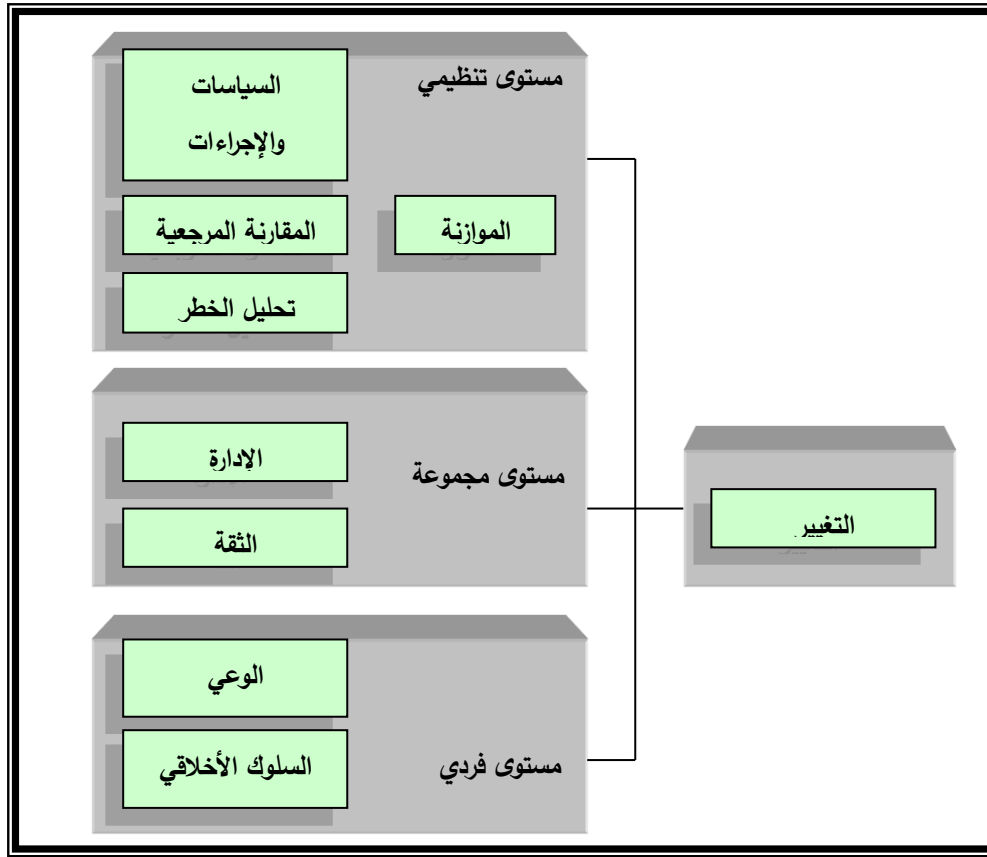 مستوى تنظيمي
السياسات
والإجراءات
الموازنة
المقارنة المرجعية
تحليل الخطر
مستوى مجموعة
الإدارة
الثقة
التغيير
مستوى فردي
الوعي
السلوك الأخلاقي